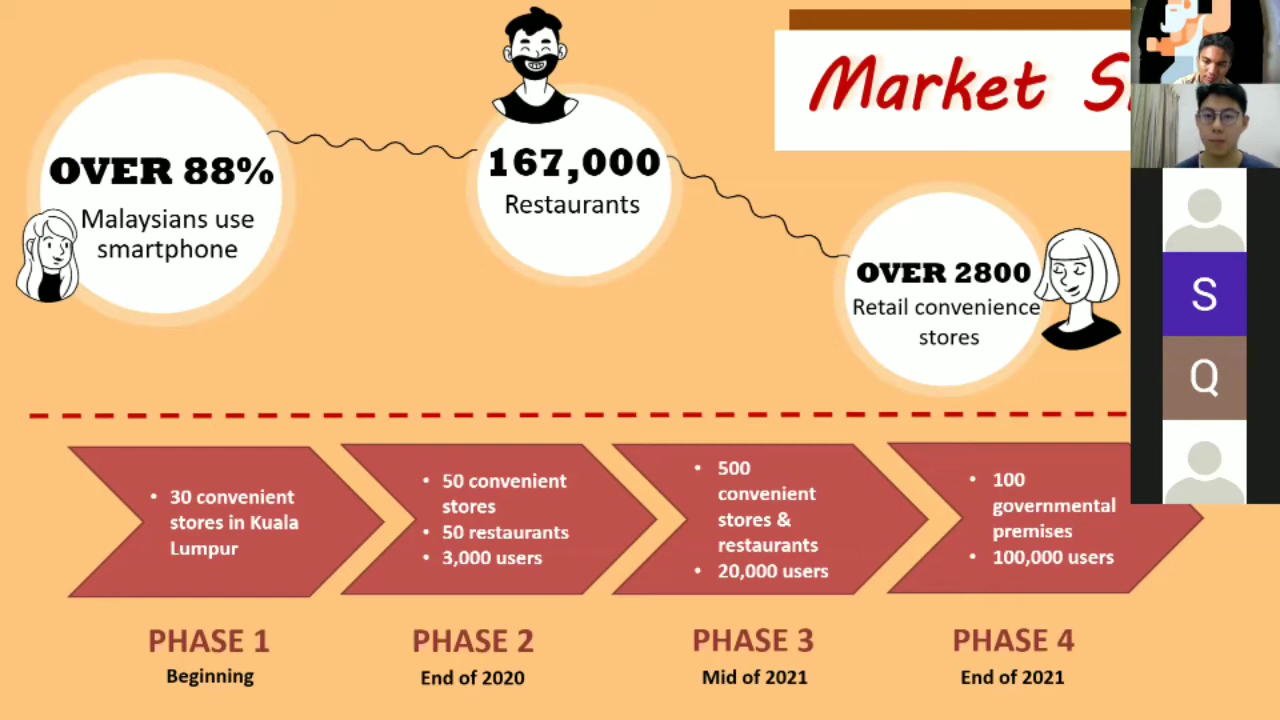 Market S
OVER 88%
Malaysians use
smartphone
167,000
Restaurants
OVER 2800
Retail convenience
stores
• 30 convenient
stores in Kuala
Lumpur
• 50 convenient
stores
• 50 restaurants
• 3,000 users
• 500
convenient
stores &
restaurants
• 20,000 users
• 100
governmental
premises
• 100,000 users
PHASE 1
Beginning
PHASE 2
End of 2020
PHASE 3
Mid of 2021
PHASE 4
End of 2021
S
Q